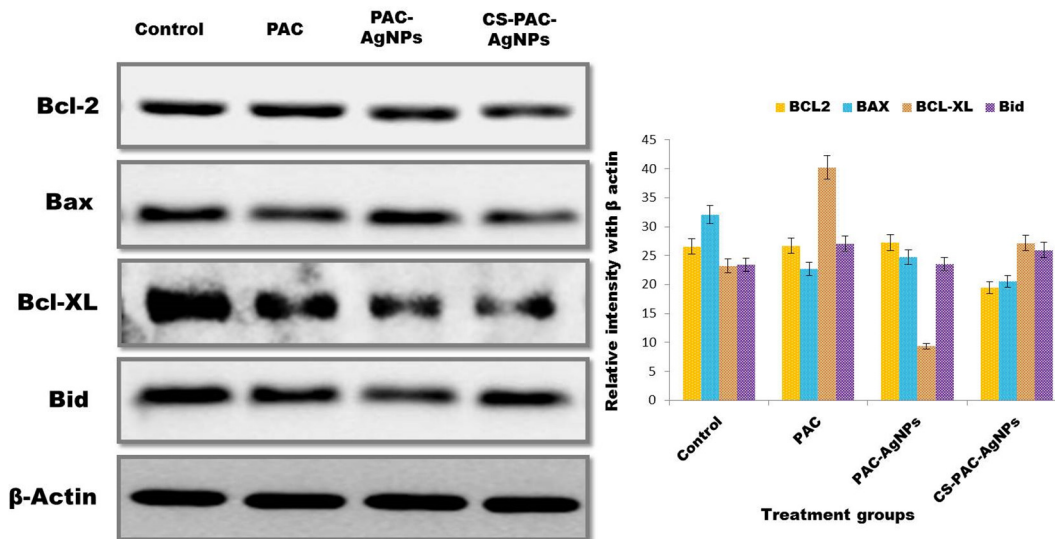 Control PAC PAC-AgNPs CS-PAC-AgNPs
Bcl-2
Bax
Bcl-XL
Bid
β-Actin
BCL2 BAX BCL-XL Bid
Relative intensity with β actin
45
40
35
30
25
20
15
10
5
0
Control PAC PAC-AgNPs CS-PAC-AgNPs
Treatment groups